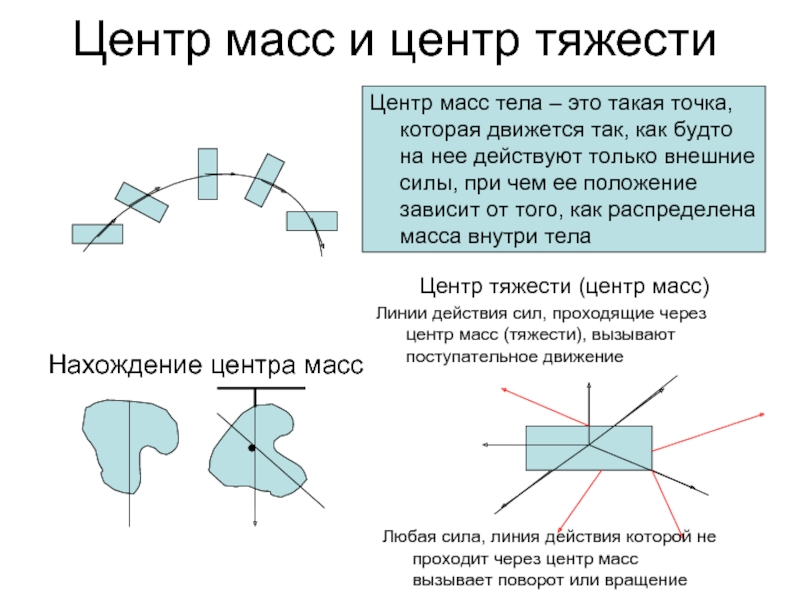 Центр масс и центр тяжести
Центр масс тела – это такая точка,
которая движется так, как будто
на нее действуют только внешние
силы, при чем ее положение
зависит от того, как распределена
масса внутри тела
Центр тяжести (центр масс)
Линии действия сил, проходящие через
центр масс (тяжести), вызывают
поступательное движение
Нахождение центра масс
Любая сила, линия действия которой не
проходит через центр масс
вызывает поворот или вращение